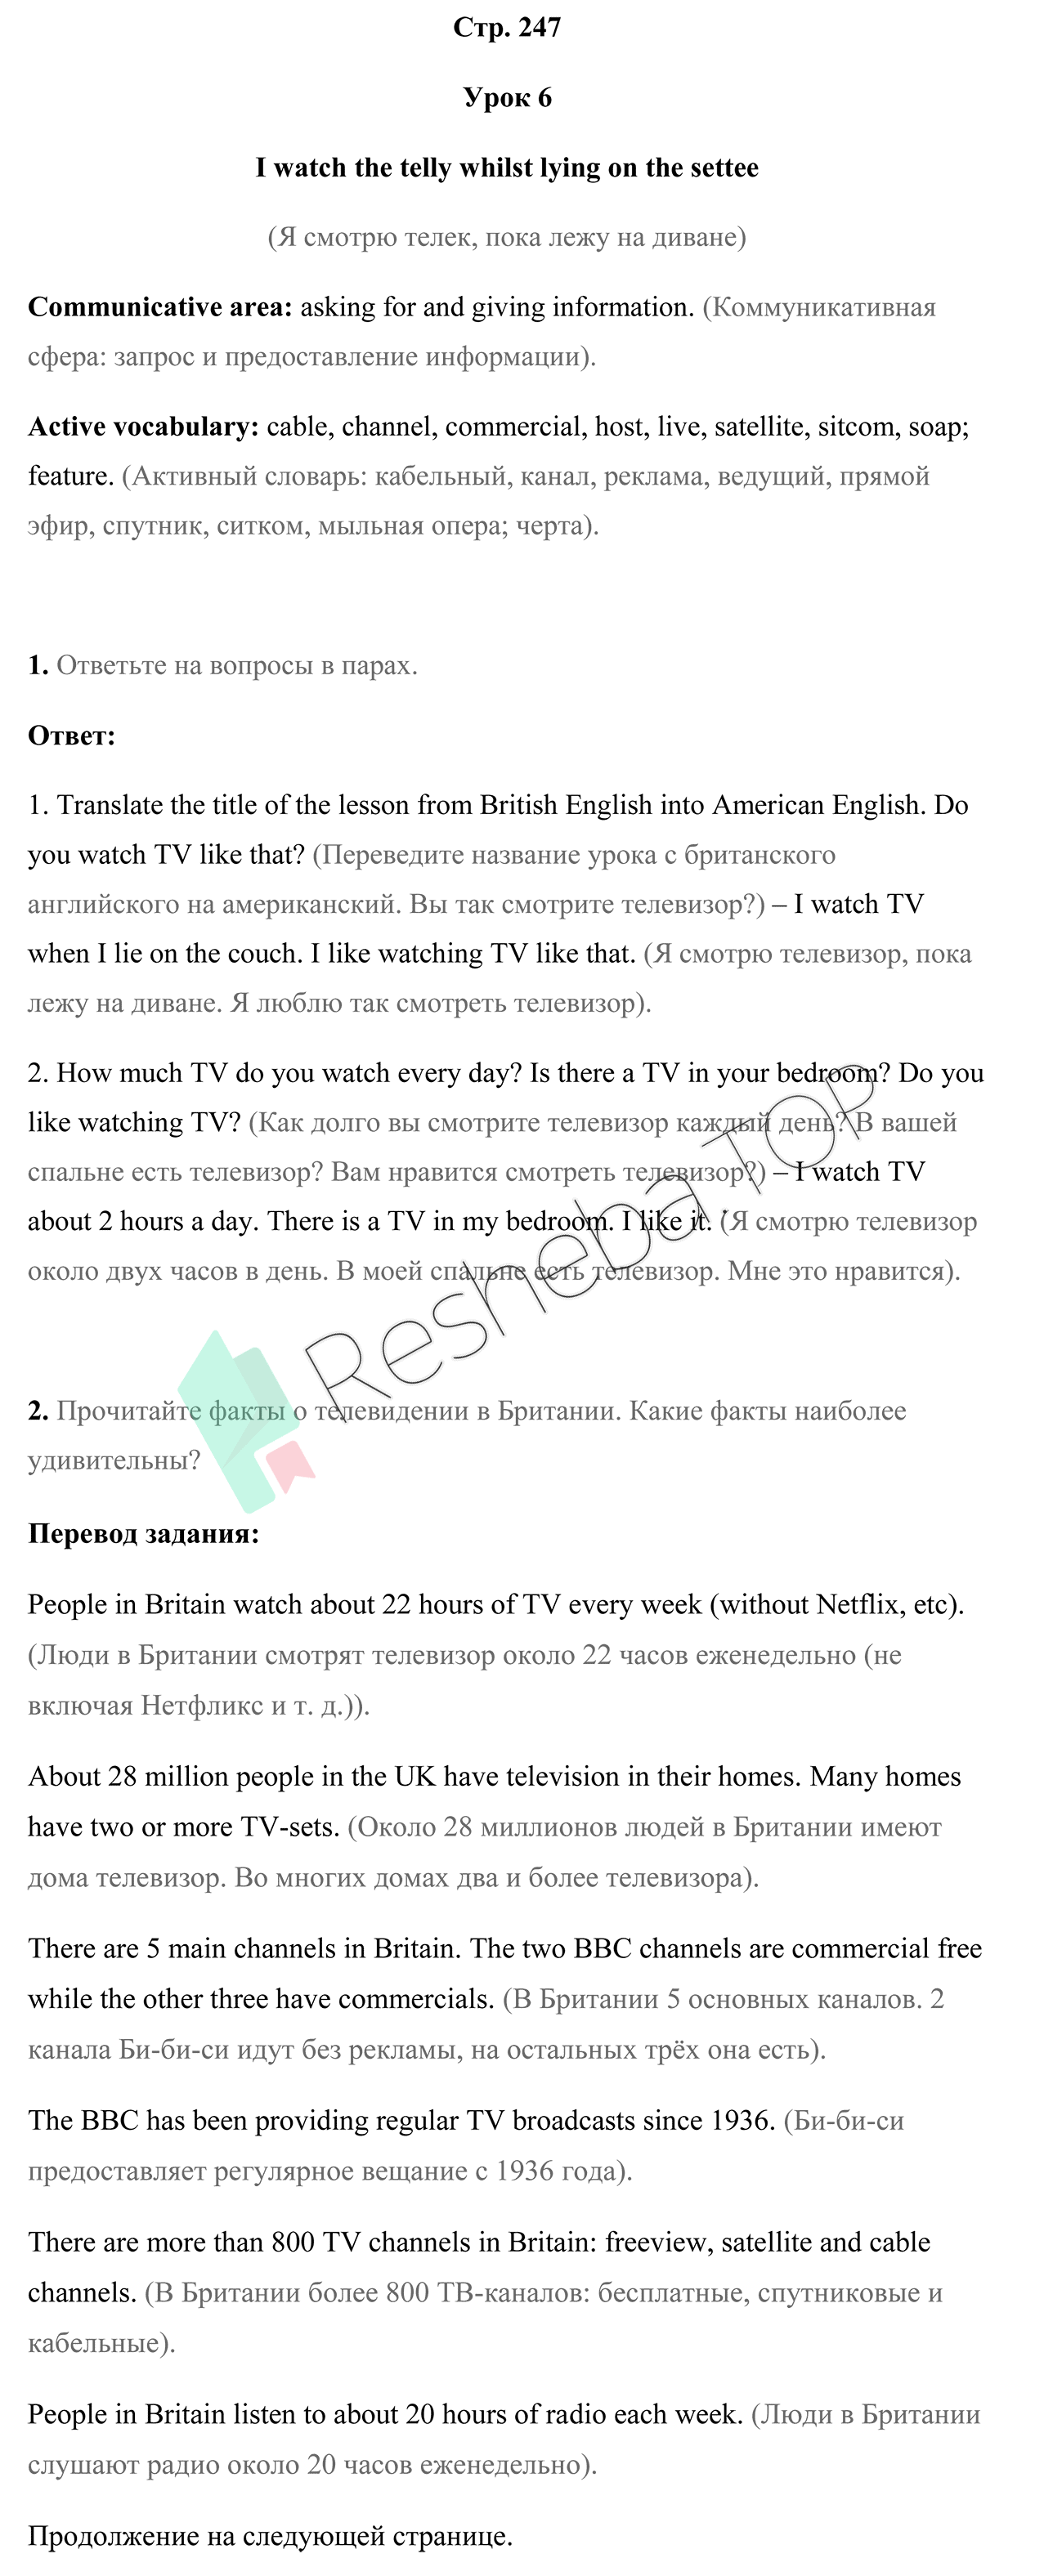 Стр. 247
Урок 6
I watch the telly whilst lying on the settee
(Я смотрю телек, пока лежу на диване)
Communicative area: asking for and giving information. (Коммуникативная
сфера: запрос и предоставление информации).
Active vocabulary: cable, channel, commercial, host, live, satellite, sitcom, soap;
feature. (Активный словарь: кабельный, канал, реклама, ведущий, прямой
эфир, спутник, ситком, мыльная опера; черта).
1. Ответьте на вопросы в парах.
Ответ:
1. Translate the title of the lesson from British English into American English. Do
you watch TV like that? (Переведите название урока с британского
английского на американский. Вы так смотрите телевизор?) – I watch TV
when I lie on the couch. I like watching TV like that. (Я смотрю телевизор, пока
лежу на диване. Я люблю так смотреть телевизор).
2. How much TV do you watch every day? Is there a TV in your bedroom? Do you
like watching TV? (Как долго вы смотрите телевизор каждый день? В вашей
спальне есть телевизор? Вам нравится смотреть телевизор?) – I watch TV
about 2 hours a day. There is a TV in my bedroom. I like it. (Я смотрю телевизор
около двух часов в день. В моей спальне есть телевизор. Мне это нравится).
Resheba TOP
2. Прочитайте факты о телевидении в Британии. Какие факты наиболее
удивительны?
Перевод задания:
People in Britain watch about 22 hours of TV every week (without Netflix, etc).
(Люди в Британии смотрят телевизор около 22 часов еженедельно (не
включая Нетфликс и т. д.)).
About 28 million people in the UK have television in their homes. Many homes
have two or more TV-sets. (Около 28 миллионов людей в Британии имеют
дома телевизор. Во многих домах два и более телевизора).
There are 5 main channels in Britain. The two BBC channels are commercial free
while the other three have commercials. (В Британии 5 основных каналов. 2
канала Би-би-си идут без рекламы, на остальных трёх она есть).
The BBC has been providing regular TV broadcasts since 1936. (Би-би-си
предоставляет регулярное вещание с 1936 года).
There are more than 800 TV channels in Britain: freeview, satellite and cable
channels. (В Британии более 800 ТВ-каналов: бесплатные, спутниковые и
кабельные).
People in Britain listen to about 20 hours of radio each week. (Люди в Британии
слушают радио около 20 часов еженедельно).
Продолжение на следующей странице.